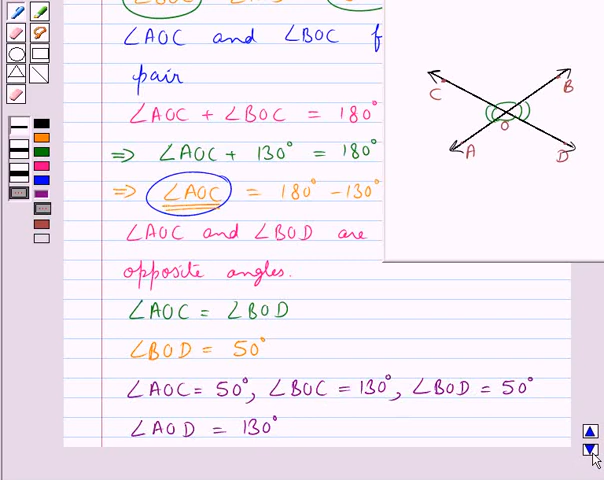 ∠AOC and ∠BOC f
pair
∠AOC + ∠BOC = 180°
⇒ ∠AOC + 130° = 180°
⇒ ∠AOC = 180° - 130°
∠AOC and ∠BOD are
opposite angles.
∠AOC = ∠BOD
∠BOD = 50°
∠AOC = 50°, ∠BOC = 130°, ∠BOD = 50°
∠AOD = 130°
C B
O
A D